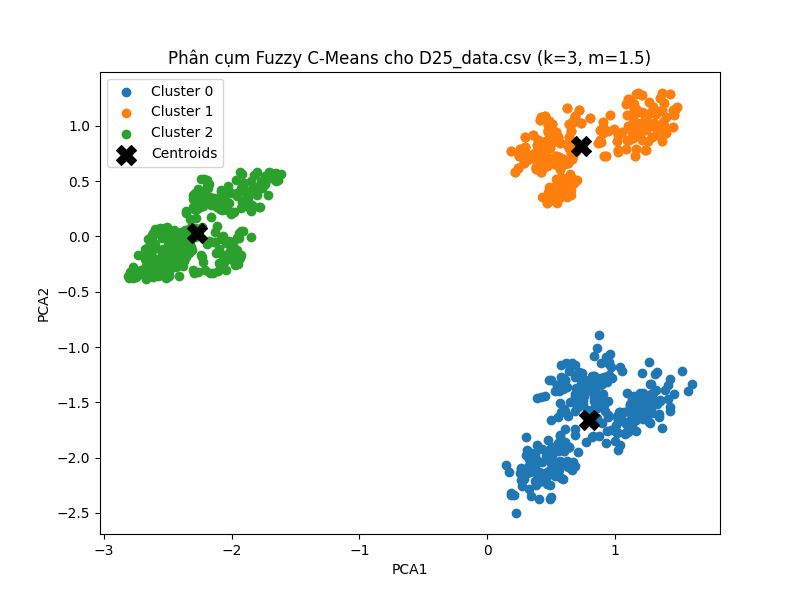 Phân cụm Fuzzy C-Means cho D25_data.csv (k=3, m=1.5)
Cluster 0
Cluster 1
Cluster 2
Centroids
1.0
0.5
0.0
−0.5
−1.0
−1.5
−2.0
−2.5
PCA2
−3 −2 −1 0 1
PCA1